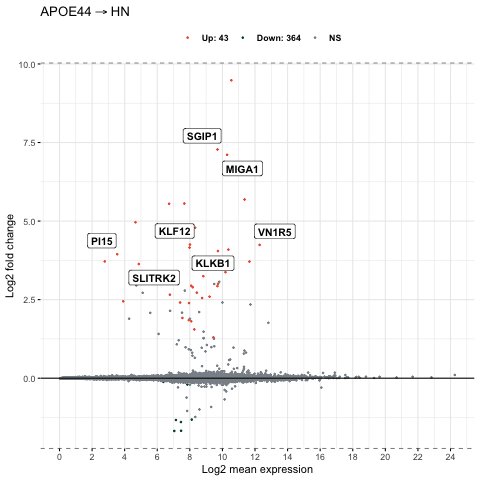 APOE44 → HN
Up: 43 Down: 364 NS
10.0
7.5
5.0
2.5
0.0
Log2 fold change
SGIP1
MIGA1
KLF12
VN1R5
PI15
KLKB1
SLITRK2
0 2 4 6 8 10 12 14 16 18 20 22 24
Log2 mean expression